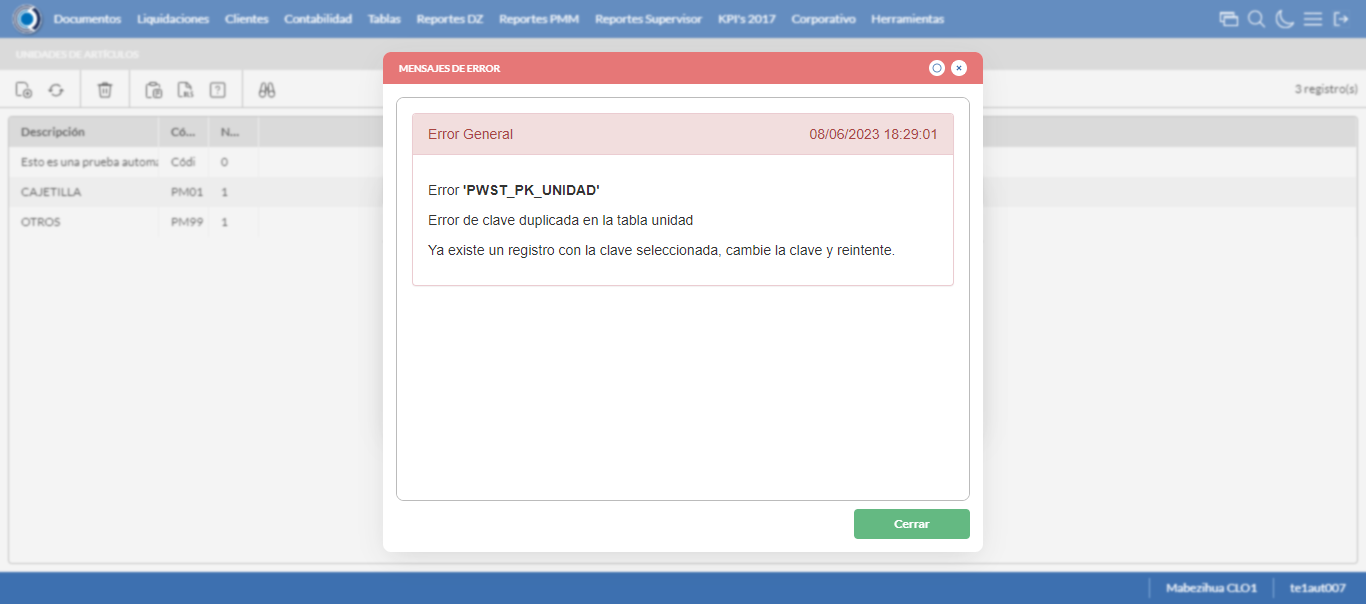 Documentos Liquidaciones Clientes Contabilidad Tablas Reportes DZ Reportes PMM Reportes Supervisor KPI's 2017 Corporativo Herramientas
UNIDADES DE ARTÍCULOS
MENSAJES DE ERROR
3 registro(s)
Descripción Có... N...
Esto es una prueba automa Códi 0
CAJETILLA PM01 1
OTROS PM99 1
Error General 08/06/2023 18:29:01
Error 'PWST_PK_UNIDAD'
Error de clave duplicada en la tabla unidad
Ya existe un registro con la clave seleccionada, cambie la clave y reintente.
Cerrar
Mabezihua CLO1 te1aut007